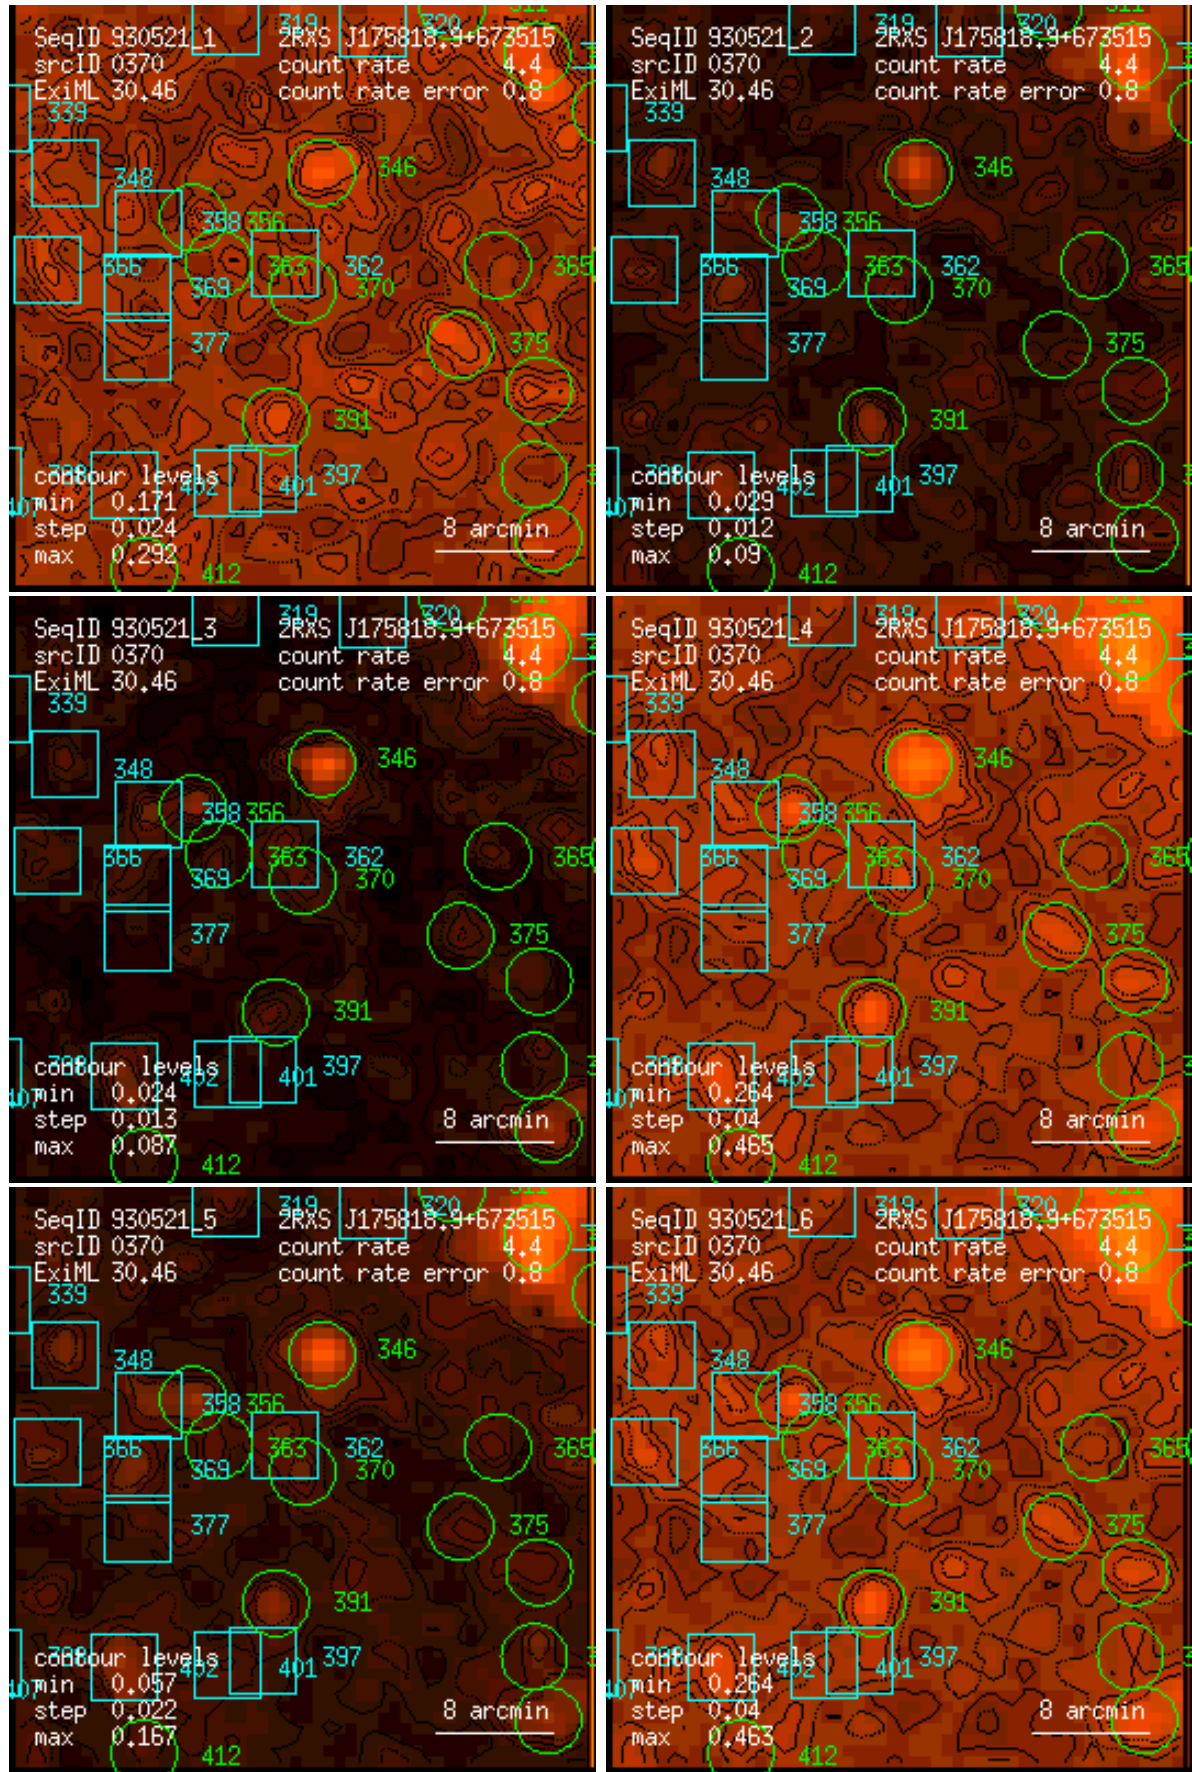 319 320
SeqID 930521_1 2RXS J175818.9+673515
srcID 0370 count rate 4.4
ExiML 30.46 count rate error 0.8
339
346
348
358 356
366 363 362 365
369 370
377 375
391
contour levels 402 401 397
min 0.171
step 0.024 8 arcmin
max 0.292
412
319 320
SeqID 930521_2 2RXS J175818.9+673515
srcID 0370 count rate 4.4
ExiML 30.46 count rate error 0.8
339
346
348
358 356
366 363 362 365
369 370
377 375
391
contour levels 402 401 397
min 0.029
step 0.012 8 arcmin
max 0.09
412
319 320
SeqID 930521_3 2RXS J175818.9+673515
srcID 0370 count rate 4.4
ExiML 30.46 count rate error 0.8
339
346
348
358 356
366 363 362 365
369 370
377 375
391
contour levels 402 401 397
min 0.024
step 0.013 8 arcmin
max 0.087
412
319 320
SeqID 930521_4 2RXS J175818.9+673515
srcID 0370 count rate 4.4
ExiML 30.46 count rate error 0.8
339
346
348
358 356
366 363 362 365
369 370
377 375
391
contour levels 402 401 397
min 0.264
step 0.04 8 arcmin
max 0.465
412
319 320
SeqID 930521_5 2RXS J175818.9+673515
srcID 0370 count rate 4.4
ExiML 30.46 count rate error 0.8
339
346
348
358 356
366 363 362 365
369 370
377 375
391
contour levels 402 401 397
min 0.057
step 0.022 8 arcmin
max 0.167
412
319 320
SeqID 930521_6 2RXS J175818.9+673515
srcID 0370 count rate 4.4
ExiML 30.46 count rate error 0.8
339
346
348
358 356
366 363 362 365
369 370
377 375
391
contour levels 402 401 397
min 0.264
step 0.04 8 arcmin
max 0.463
412